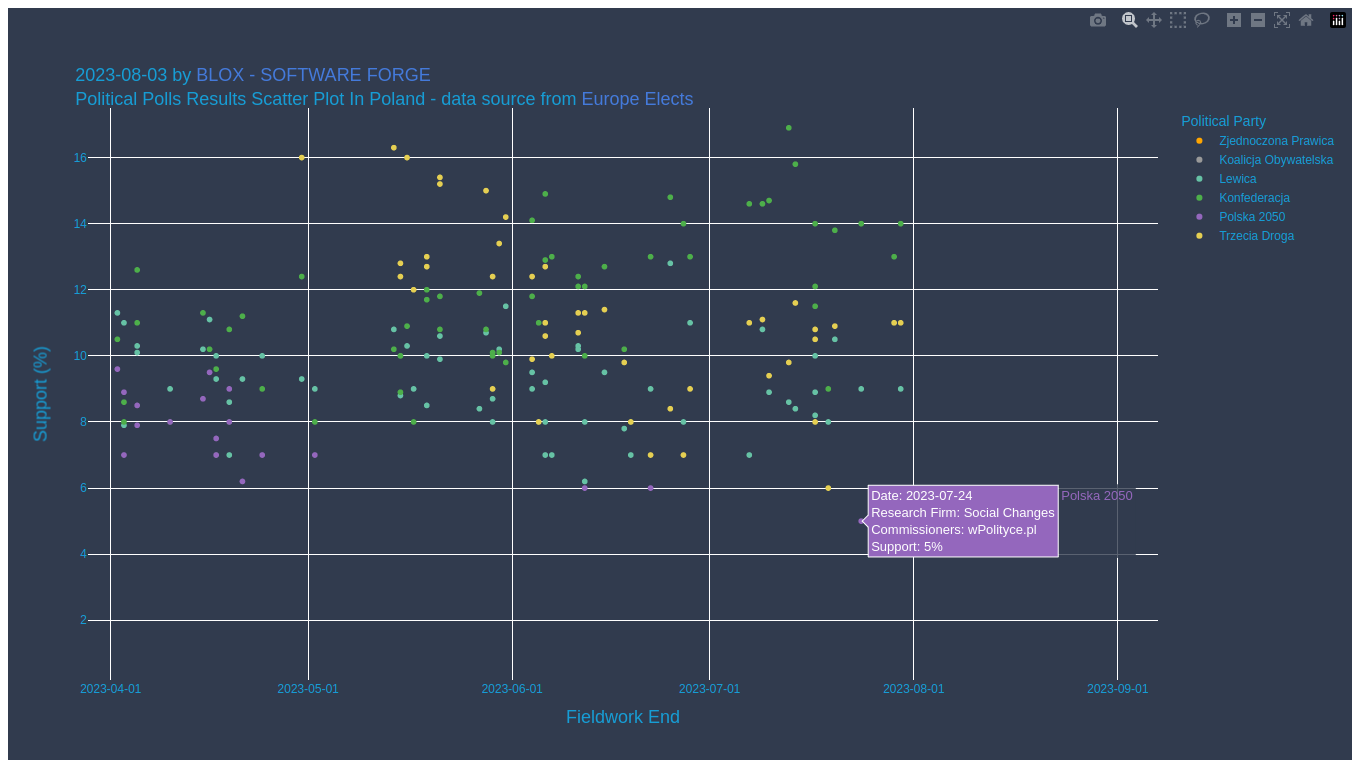 2023-08-03 by BLOX - SOFTWARE FORGE
Political Polls Results Scatter Plot In Poland - data source from Europe Elects
Political Party
Zjednoczona Prawica
Koalicja Obywatelska
Lewica
Konfederacja
Polska 2050
Trzecia Droga
Support (%)
16
14
12
10
8
6
4
2
Date: 2023-07-24
Research Firm: Social Changes
Commissioners: wPolityce.pl
Support: 5%
Polska 2050
2023-04-01
2023-05-01
2023-06-01
2023-07-01
2023-08-01
2023-09-01
Fieldwork End